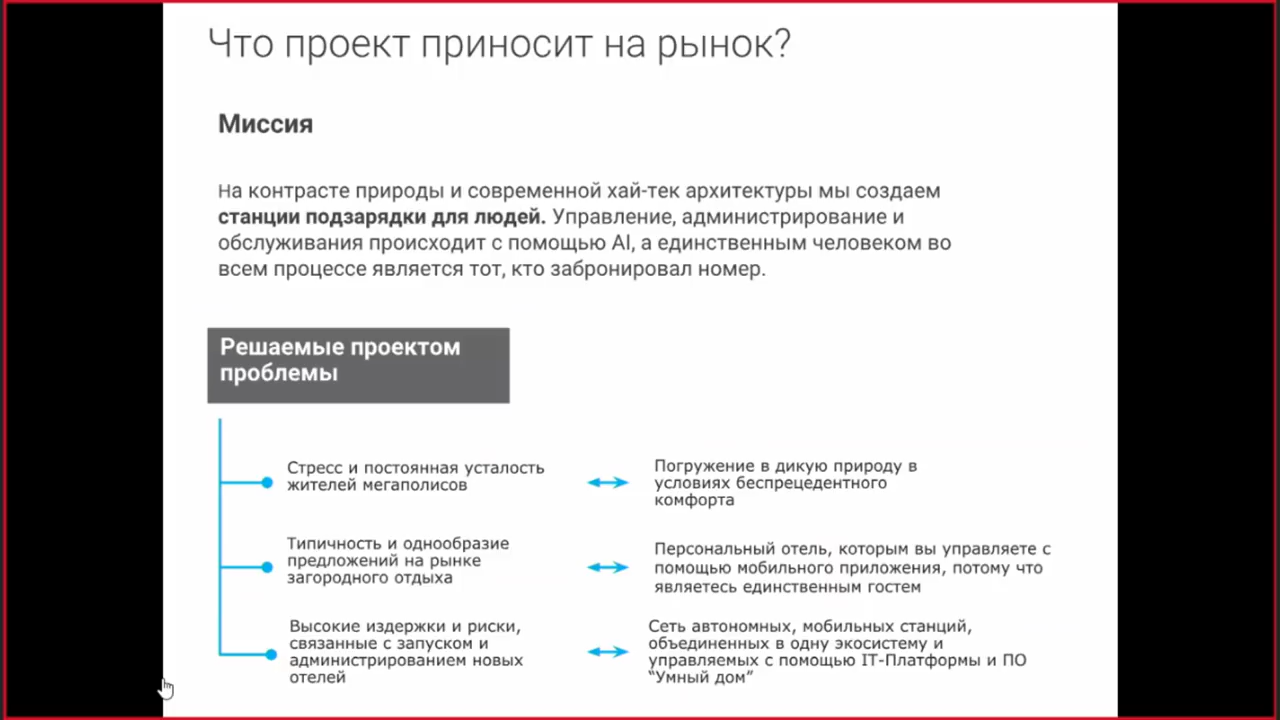 Что проект приносит на рынок?
Миссия
На контрасте природы и современной хай-тек архитектуры мы создаем
станции подзарядки для людей. Управление, администрирование и
обслуживания происходит с помощью AI, а единственным человеком во
всем процессе является тот, кто забронировал номер.
Решаемые проектом
проблемы
Стресс и постоянная усталость
жителей мегаполисов
Погружение в дикую природу в
условиях беспрецедентного
комфорта
Типичность и однообразие
предложений на рынке
загородного отдыха
Персональный отель, которым вы управляете с
помощью мобильного приложения, потому что
являетесь единственным гостем
Высокие издержки и риски,
связанные с запуском и
администрированием новых
отелей
Сеть автономных, мобильных станций,
объединенных в одну экосистему и
управляемых с помощью IT-Платформы и ПО
“Умный дом”